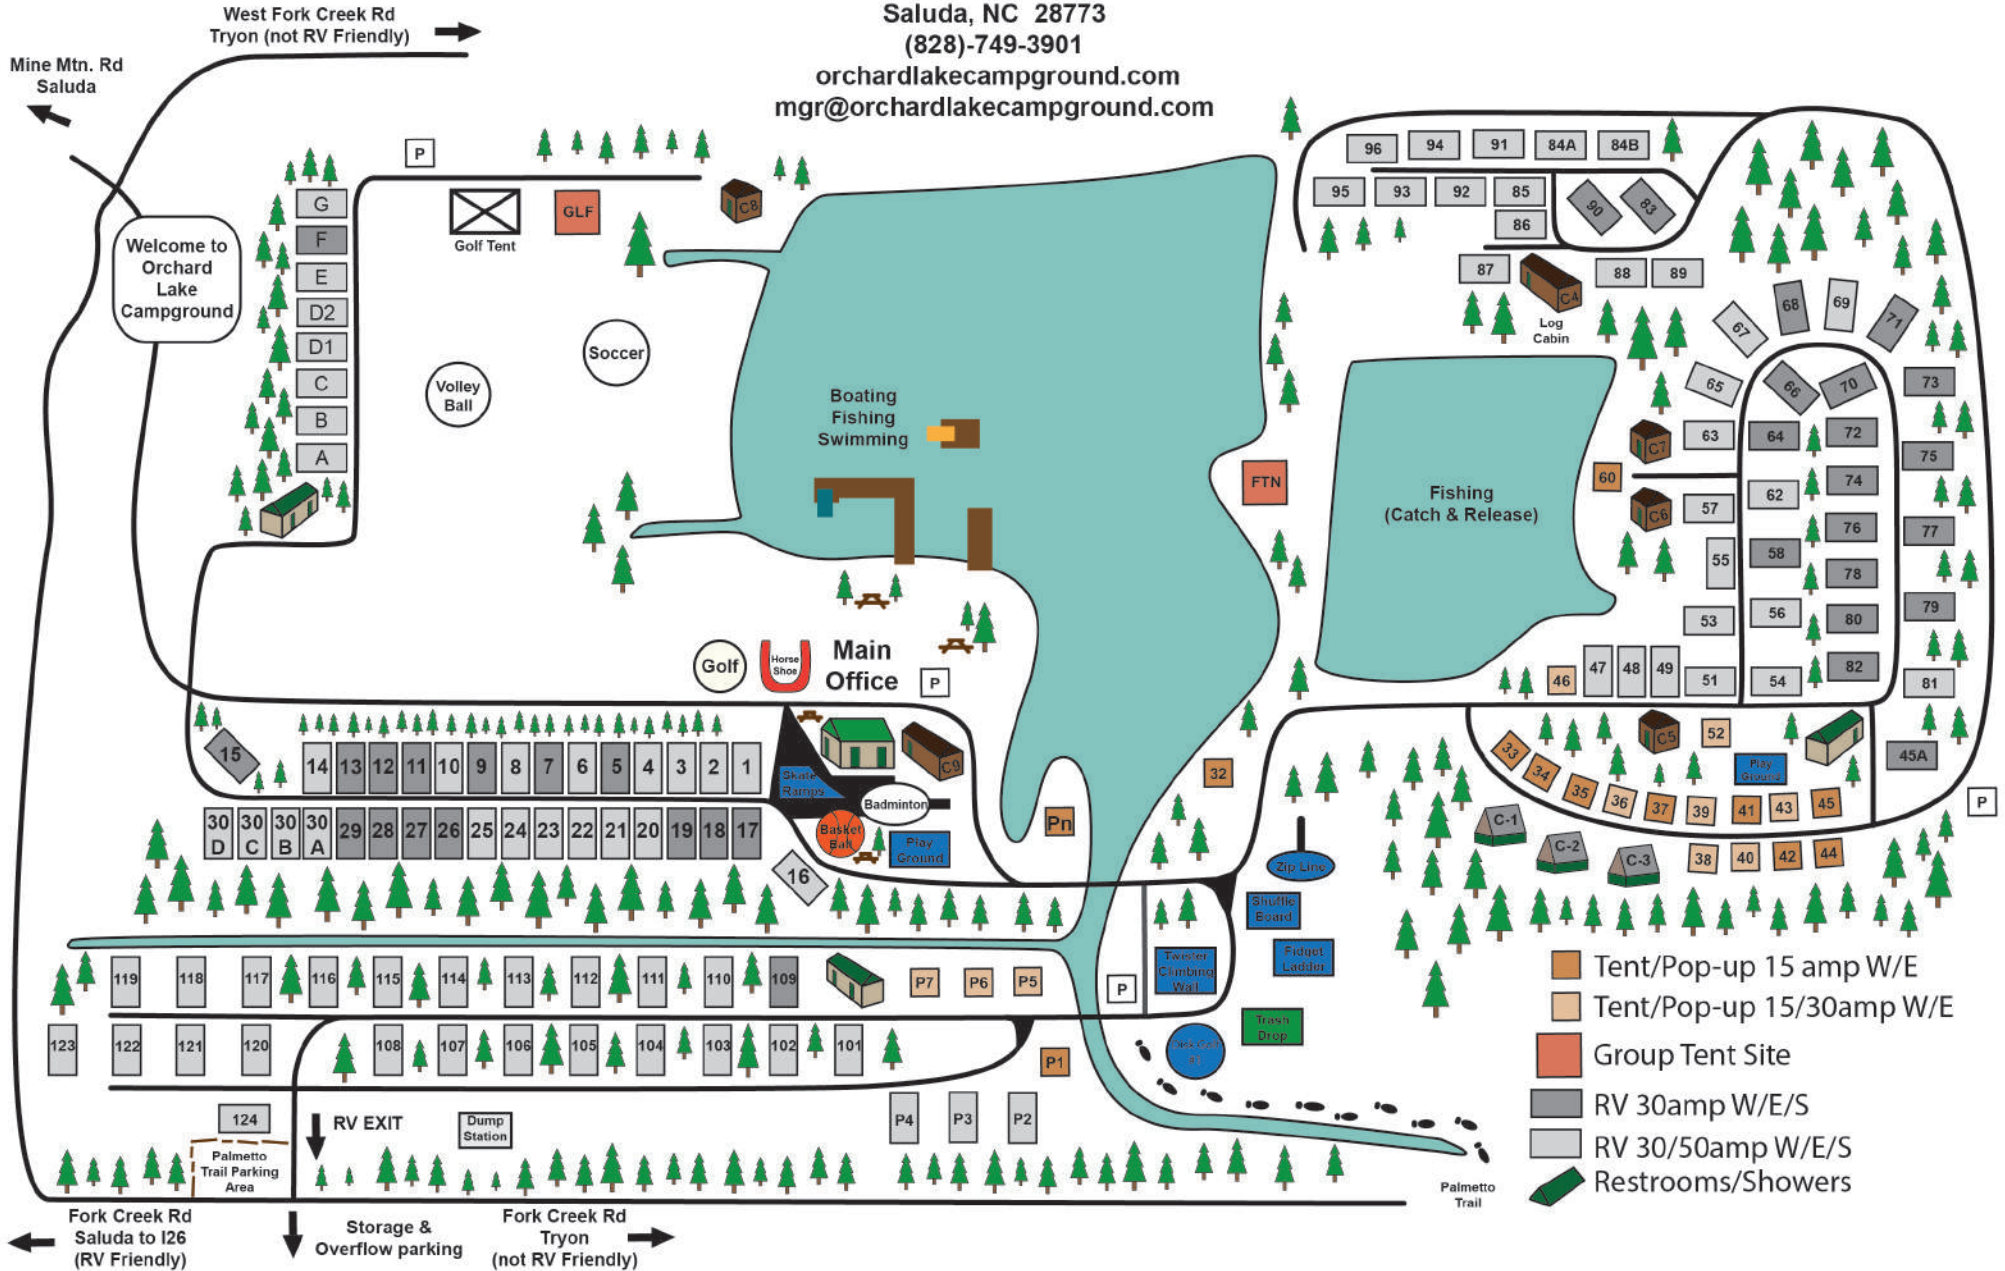 Saluda, NC 28773
(828)-749-3901
orchardlakecampground.com
mgr@orchardlakecampground.com
West Fork Creek Rd
Tryon (not RV Friendly)
Mine Mtn. Rd
Saluda
Welcome to
Orchard
Lake
Campground
P
G
F
E
D2
D1
C
B
A
Golf Tent
GLF
C8
Volley
Ball
Soccer
Boating
Fishing
Swimming
FTN
Fishing
(Catch & Release)
96
94
91
84A
84B
95
93
92
85
90
83
86
87
C4
88
89
Log
Cabin
67
68
69
71
65
66
70
73
63
64
72
C7
75
60
74
62
57
C6
76
77
55
58
78
79
53
56
80
82
46
47
48
49
51
54
81
Golf
Horse
Shoe
Main
Office
P
15
14
13
12
11
10
9
8
7
6
5
4
3
2
1
Skate
Ramps
C9
Badminton
Basket
Ball
Play
Ground
30
D
30
C
30
B
30
A
29
28
27
26
25
24
23
22
21
20
19
18
17
16
Pn
32
33
34
35
36
37
39
41
43
45
C5
52
Play
Ground
45A
P
C-1
C-2
C-3
38
40
42
44
Zip Line
Shuffle
Board
Fidget
Ladder
Twister
Climbing
Wall
P
Trash
Drop
119
118
117
116
115
114
113
112
111
110
109
P7
P6
P5
123
122
121
120
108
107
106
105
104
103
102
101
P1
124
RV EXIT
Dump
Station
P4
P3
P2
Palmetto
Trail Parking
Area
Palmetto
Trail
Tent/Pop-up 15 amp W/E
Tent/Pop-up 15/30amp W/E
Group Tent Site
RV 30amp W/E/S
RV 30/50amp W/E/S
Restrooms/Showers
Fork Creek Rd
Saluda to I26
(RV Friendly)
Storage &
Overflow parking
Fork Creek Rd
Tryon
(not RV Friendly)